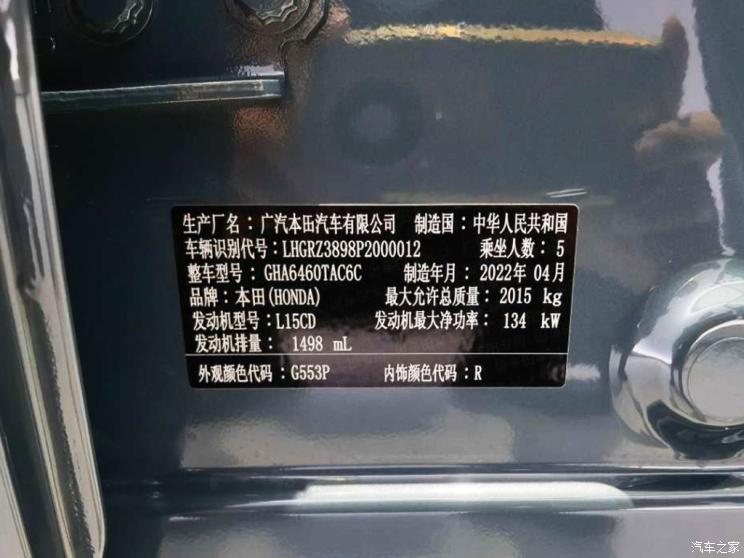 生产厂名：广汽本田汽车有限公司 制造国：中华人民共和国
车辆识别代号：LHGRZ3898P2000012 乘坐人数：5
整车型号：GHA6460TAC6C 制造年月：2022年04月
品牌：本田(HONDA) 最大允许总质量：2015 kg
发动机型号：L15CD 发动机最大净功率：134 kW
发动机排量：1498 mL
外观颜色代码：G553P 内饰颜色代码：R
汽车之家